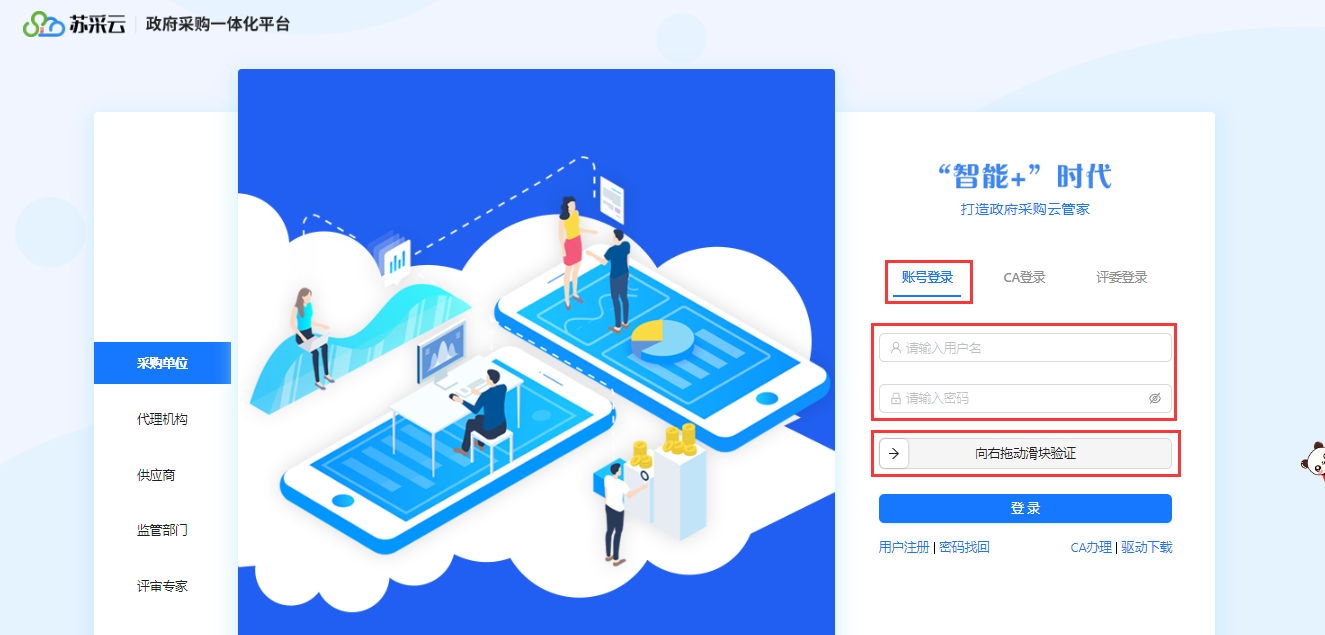 苏采云 政府采购一体化平台
采购单位
代理机构
供应商
监管部门
评审专家
“智能+”时代
打造政府采购云管家
账号登录 CA登录 评委登录
请输入用户名
请输入密码
向右拖动滑块验证
登 录
用户注册 | 密码找回 CA办理 | 驱动下载